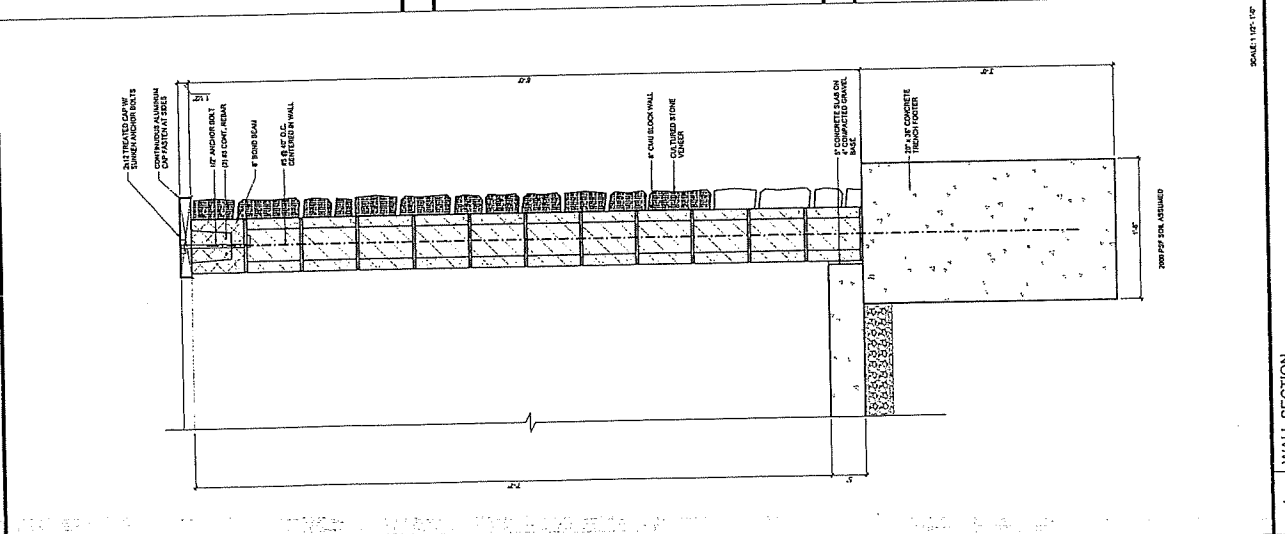 2x12 TREATED CAP W/
SUNKEN ANCHOR BOLTS
CONTINUOUS ALUMINUM
CAP FASTEN AT SIDES
1/2" ANCHOR BOLT
(2) #5 CONT. REBAR
8" BOND BEAM
#5 @ 48" O.C.
CENTERED IN WALL
8" CMU BLOCK WALL
CULTURED STONE
VENEER
5" CONCRETE SLAB ON
4" COMPACTED GRAVEL
BASE
20" x 36" CONCRETE
TRENCH FOOTER
2000 PSF SOIL ASSUMED
SCALE: 1 1/2"- 1'-0"
WALL SECTION